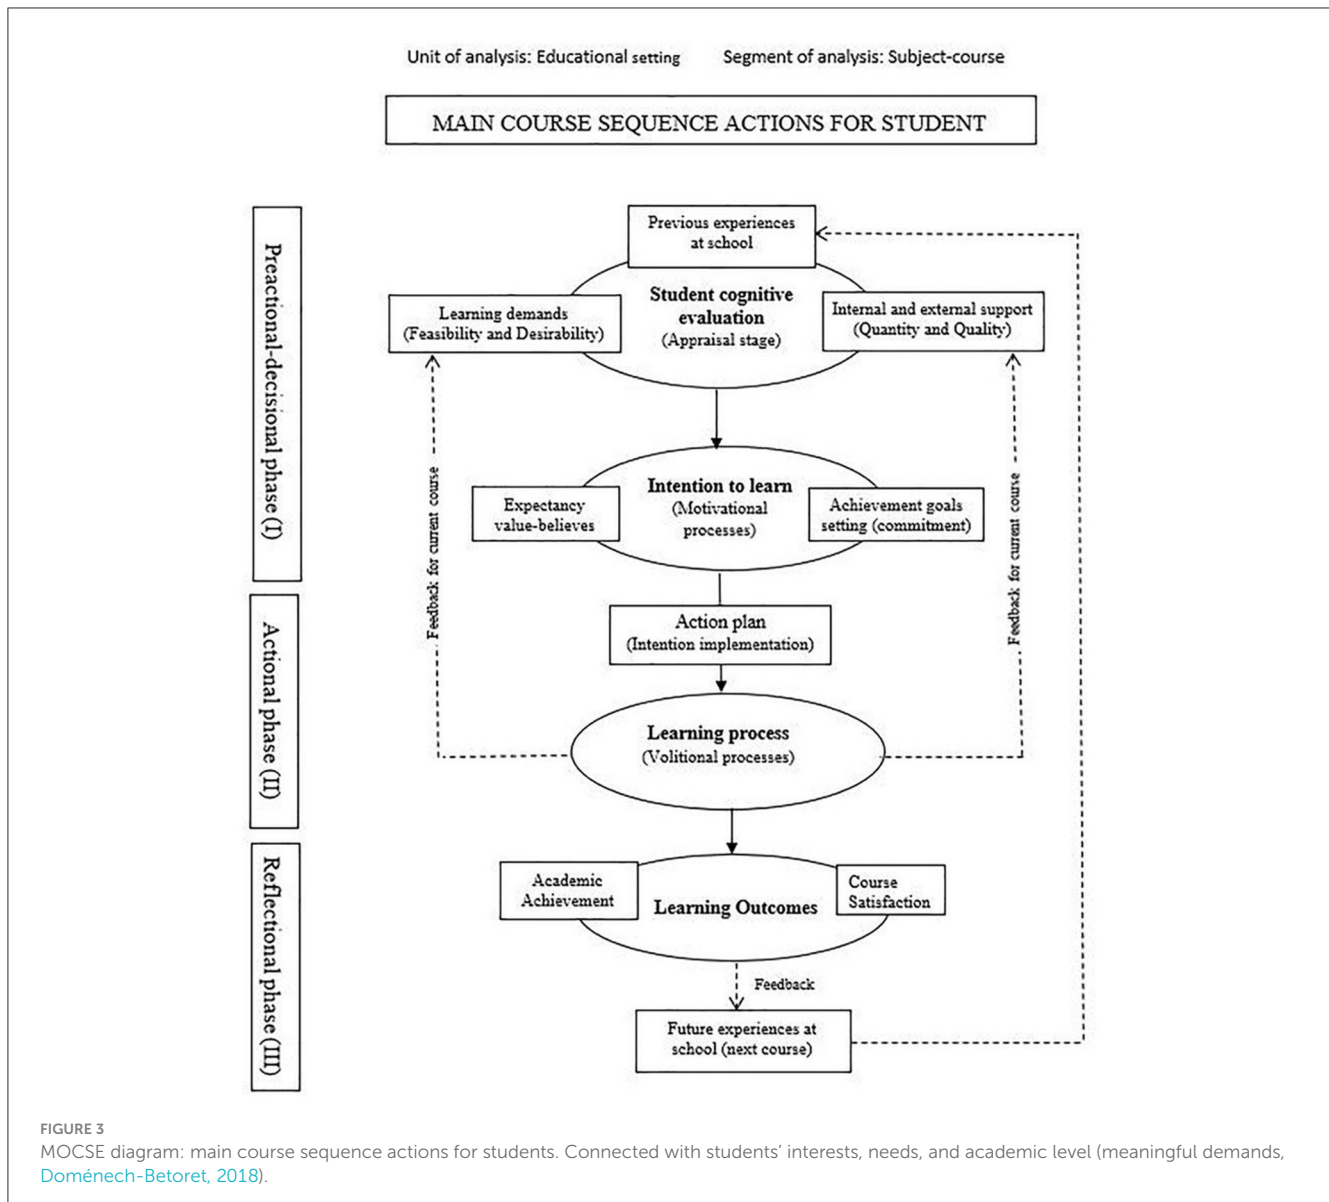 Unit of analysis: Educational setting Segment of analysis: Subject-course
MAIN COURSE SEQUENCE ACTIONS FOR STUDENT
Preactional-decisional phase (I)
Previous experiences
at school
Student cognitive
evaluation
(Appraisal stage)
Learning demands
(Feasibility and Desirability)
Internal and external support
(Quantity and Quality)
Feedback for current course
Intention to learn
(Motivational
processes)
Expectancy
value-believes
Achievement goals
setting (commitment)
Feedback for current course
Actional phase (II)
Action plan
(Intention implementation)
Learning process
(Volitional processes)
Reflectional phase (III)
Academic
Achievement
Learning Outcomes
Course
Satisfaction
Feedback
Future experiences at
school (next course)
FIGURE 3
MOCSE diagram: main course sequence actions for students. Connected with students' interests, needs, and academic level (meaningful demands,
Doménech-Betoret, 2018).